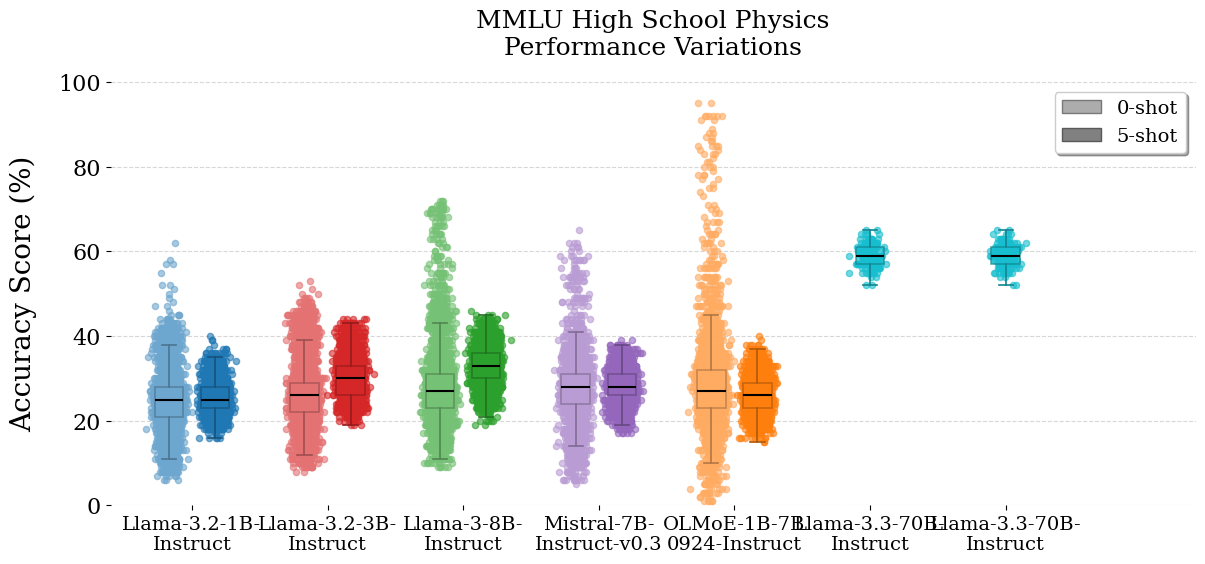 MMLU High School Physics
Performance Variations
Accuracy Score (%)
100
80
60
40
20
0
0-shot
5-shot
Llama-3.2-1B-
Instruct
Llama-3.2-3B-
Instruct
Llama-3-8B-
Instruct
Mistral-7B-
Instruct-v0.3
OLMoE-1B-7B-
0924-Instruct
Llama-3.3-70B-
Instruct
Llama-3.3-70B-
Instruct